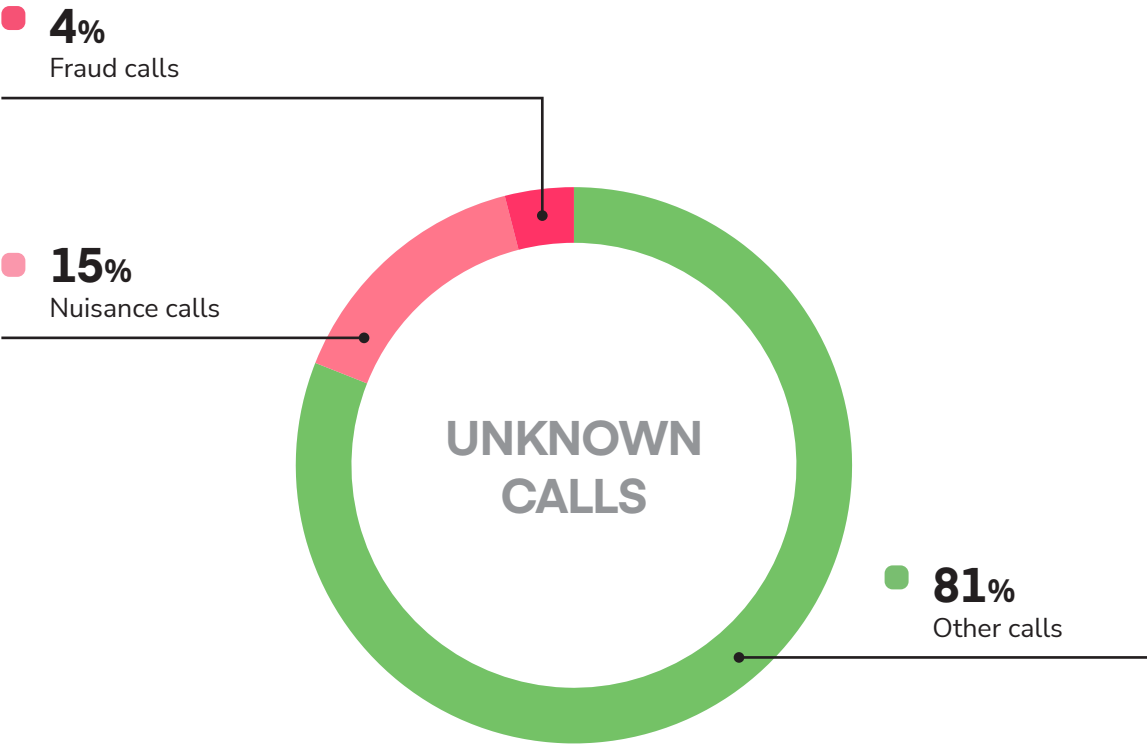 4%
Fraud calls
15%
Nuisance calls
UNKNOWN
CALLS
81%
Other calls